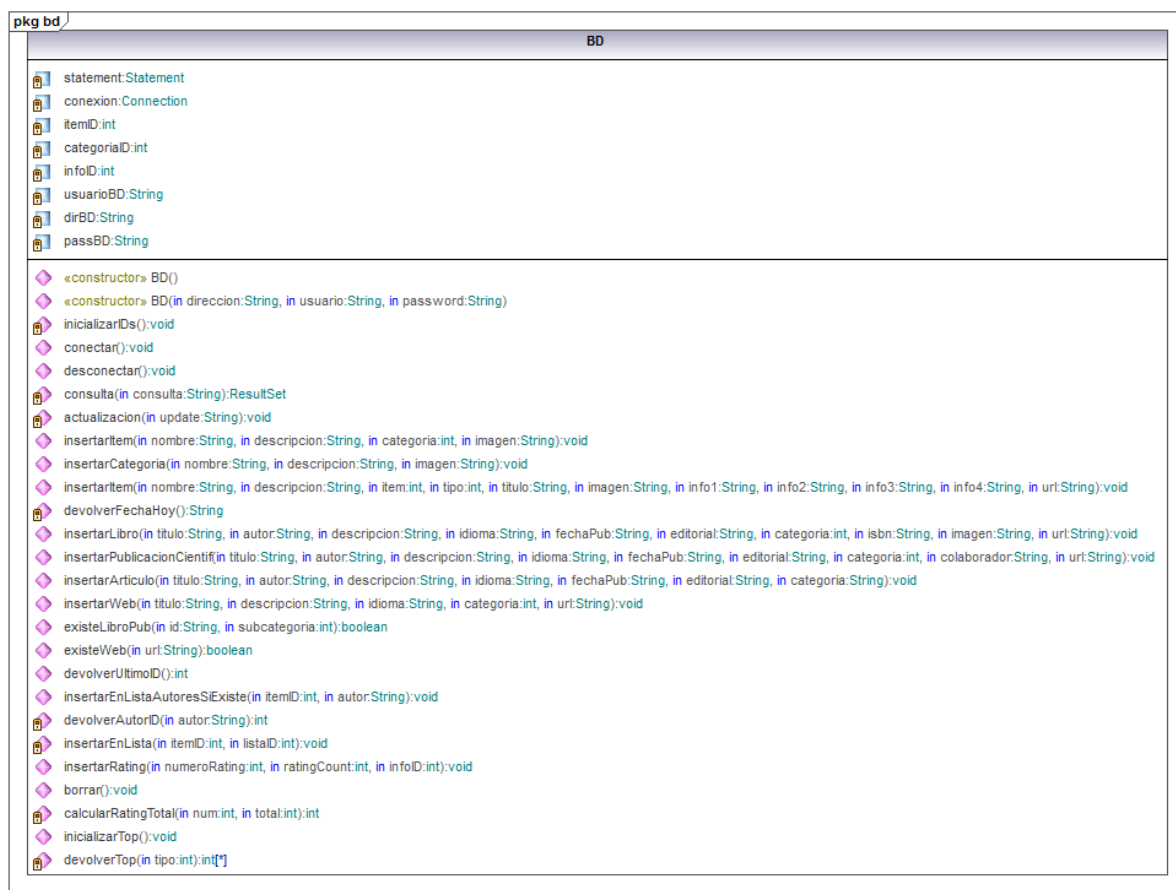 pkg bd
BD
statement:Statement
conexion:Connection
itemID:int
categoriaID:int
infoID:int
usuarioBD:String
dirBD:String
passBD:String
«constructor» BD()
«constructor» BD(in direccion:String, in usuario:String, in password:String)
inicializarIDs():void
conectar():void
desconectar():void
consulta(in consulta:String):ResultSet
actualizacion(in update:String):void
insertarItem(in nombre:String, in descripcion:String, in categoria:int, in imagen:String):void
insertarCategoria(in nombre:String, in descripcion:String, in imagen:String):void
insertarItem(in nombre:String, in descripcion:String, in item:int, in tipo:int, in titulo:String, in imagen:String, in info1:String, in info2:String, in info3:String, in info4:String, in url:String):void
devolverFechaHoy():String
insertarLibro(in titulo:String, in autor:String, in descripcion:String, in idioma:String, in fechaPub:String, in editorial:String, in categoria:int, in isbn:String, in imagen:String, in url:String):void
insertarPublicacionCientif(in titulo:String, in autor:String, in descripcion:String, in idioma:String, in fechaPub:String, in editorial:String, in categoria:int, in colaborador:String, in url:String):void
insertarArticulo(in titulo:String, in autor:String, in descripcion:String, in idioma:String, in fechaPub:String, in editorial:String, in categoria:String):void
insertarWeb(in titulo:String, in descripcion:String, in idioma:String, in categoria:int, in url:String):void
existeLibroPub(in id:String, in subcategoria:int):boolean
existeWeb(in url:String):boolean
devolverUltimoID():int
insertarEnListaAutoresSiExiste(in itemID:int, in autor:String):void
devolverAutorID(in autor:String):int
insertarEnLista(in itemID:int, in listaID:int):void
insertarRating(in numeroRating:int, in ratingCount:int, in infoID:int):void
borrar():void
calcularRatingTotal(in num:int, in total:int):int
inicializarTop():void
devolverTop(in tipo:int):int[*]